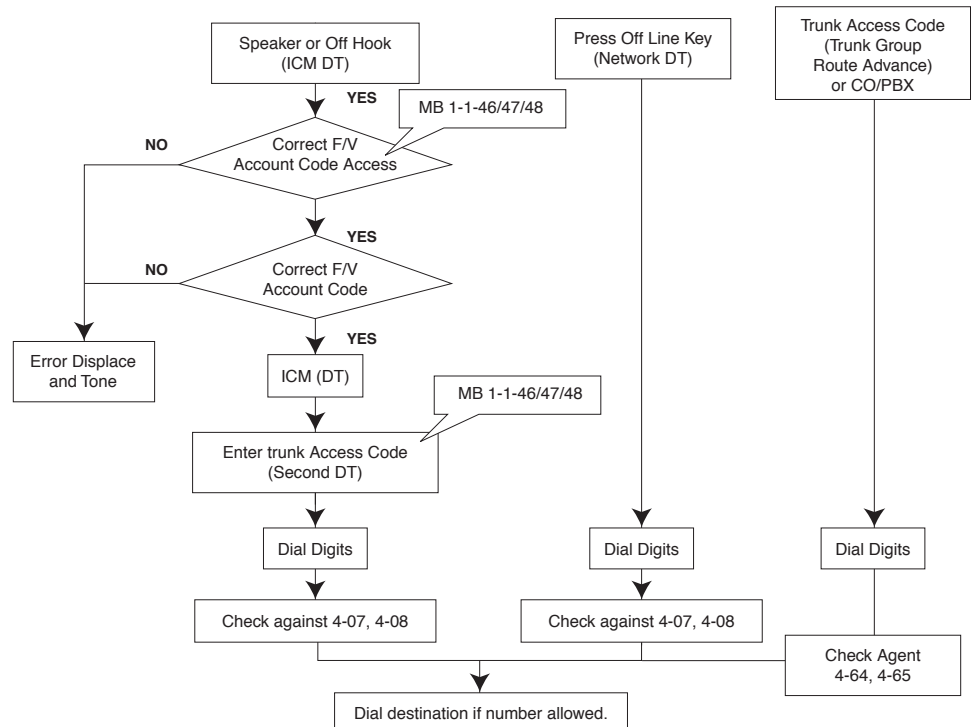 Speaker or Off Hook
(ICM DT)
YES
MB 1-1-46/47/48
NO
Correct F/V
Account Code Access
YES
NO
Correct F/V
Account Code
YES
Error Displace
and Tone
ICM (DT)
MB 1-1-46/47/48
Enter trunk Access Code
(Second DT)
Dial Digits
Check against 4-07, 4-08
Press Off Line Key
(Network DT)
Dial Digits
Check against 4-07, 4-08
Trunk Access Code
(Trunk Group
Route Advance)
or CO/PBX
Dial Digits
Check Agent
4-64, 4-65
Dial destination if number allowed.